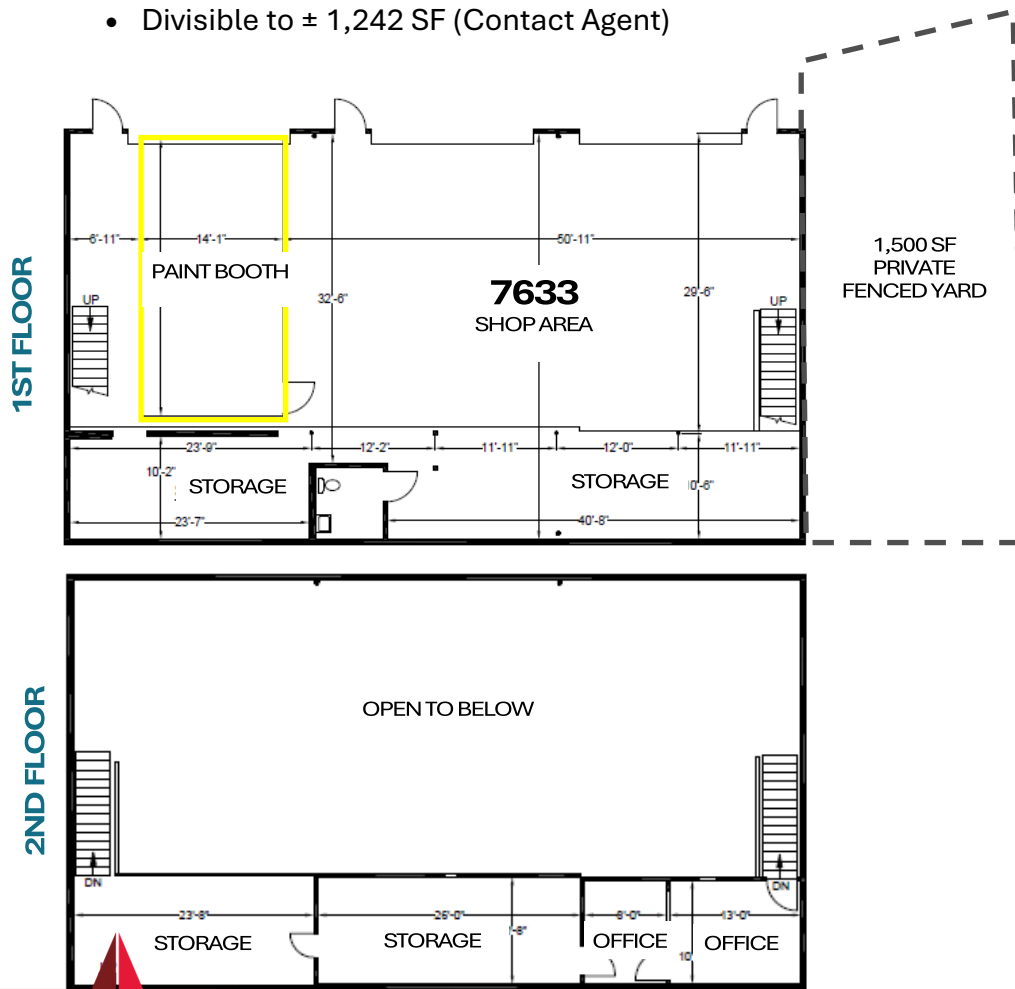 • Divisible to ± 1,242 SF (Contact Agent)
1ST FLOOR
6'-11"
14'-1"
50'-11"
PAINT BOOTH
32'-6"
7633
SHOP AREA
29'-6"
UP
UP
1,500 SF
PRIVATE
FENCED YARD
23'-9"
12'-2"
11'-11"
12'-0"
11'-11"
10'-2"
STORAGE
STORAGE
0'-6"
23'-7"
40'-8"
2ND FLOOR
OPEN TO BELOW
DN
DN
23'-8"
26'-0"
8'-0"
13'-0"
STORAGE
STORAGE
OFFICE
OFFICE
10'